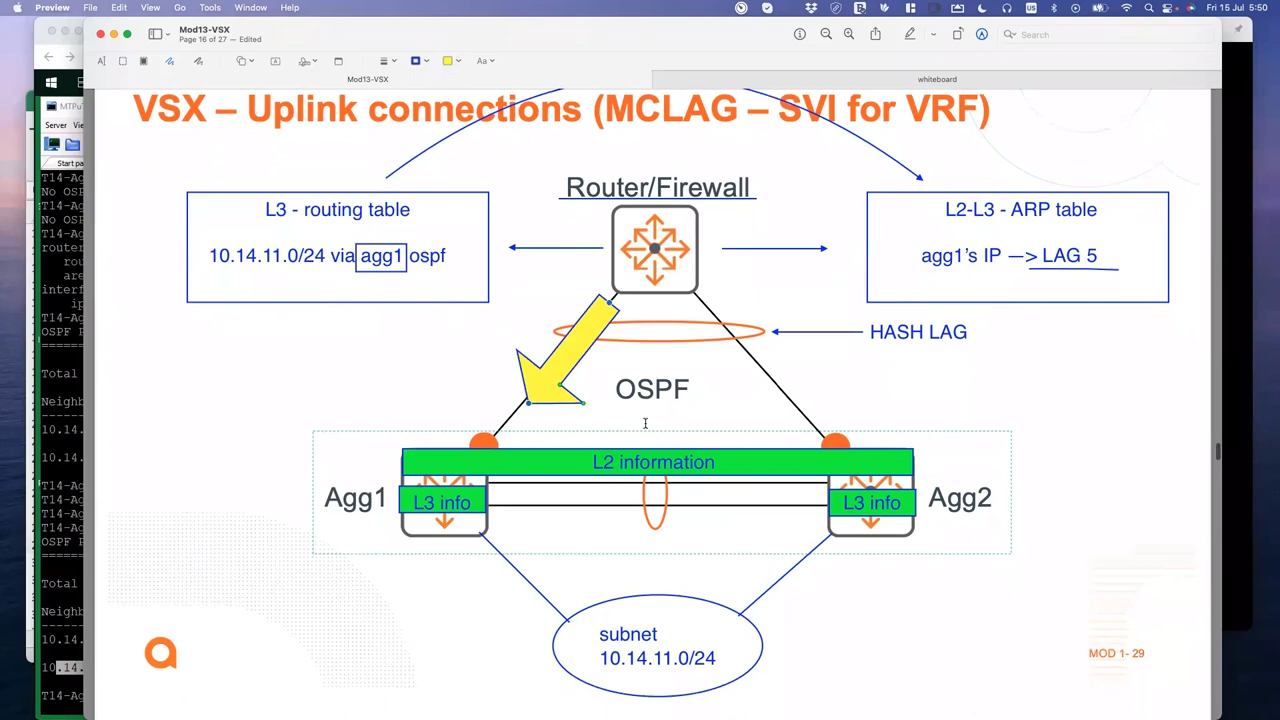 Preview File Edit View Go Tools Window Help
Fri 15 Jul 5:50
Mod13-VSX
Page 16 of 27 — Edited
Search
Mod13-VSX
whiteboard
VSX – Uplink connections (MCLAG – SVI for VRF)
Router/Firewall
L3 - routing table
10.14.11.0/24 via agg1 ospf
L2-L3 - ARP table
agg1's IP —> LAG 5
HASH LAG
OSPF
L2 information
Agg1
L3 info
L3 info
Agg2
subnet
10.14.11.0/24
MOD 1- 29
Server
Start pa
T14-Ag
No OSP
T14-Ag
No OSP
T14-Ag
router
rou
are
interf
ip
T14-Ag
OSPF P
Total
Neighb
10.14.
10.14.
T14-Ag
T14-Ag
T14-Ag
OSPF P
Total
Neighb
10.14.
10.14.
T14-Ag